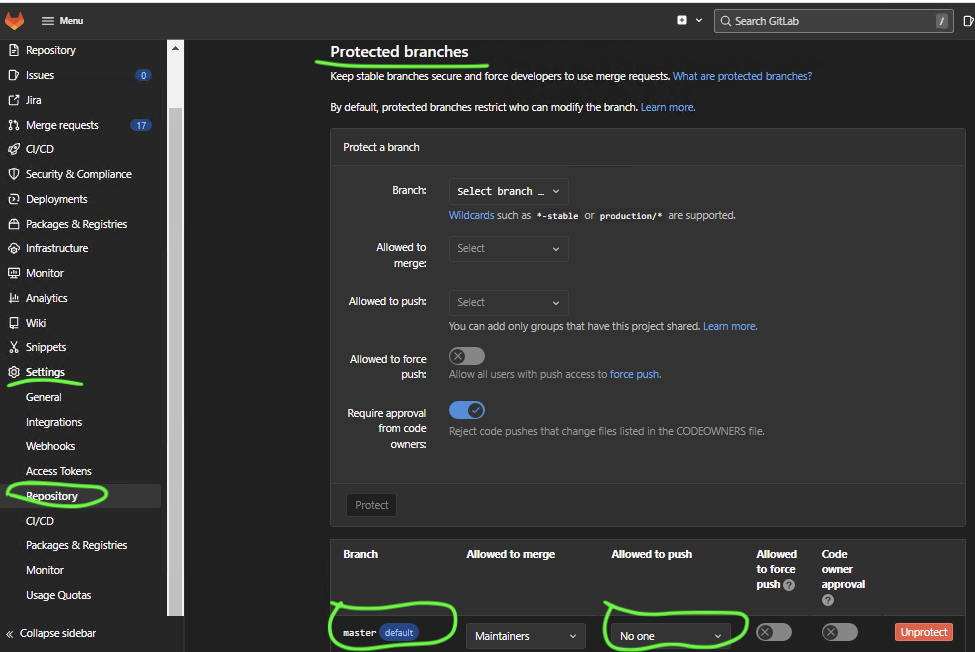 Menu
Search GitLab /
Repository
Issues 0
Jira
Merge requests 17
CI/CD
Security & Compliance
Deployments
Packages & Registries
Infrastructure
Monitor
Analytics
Wiki
Snippets
Settings
General
Integrations
Webhooks
Access Tokens
Repository
CI/CD
Packages & Registries
Monitor
Usage Quotas
Collapse sidebar
Protected branches
Keep stable branches secure and force developers to use merge requests. What are protected branches?
By default, protected branches restrict who can modify the branch. Learn more.
Protect a branch
Branch: Select branch …
Wildcards such as *-stable or production/* are supported.
Allowed to
merge: Select
Allowed to push: Select
You can add only groups that have this project shared. Learn more.
Allowed to force
push:
Allow all users with push access to force push.
Require approval
from code
owners:
Reject code pushes that change files listed in the CODEOWNERS file.
Protect
Branch Allowed to merge Allowed to push
Allowed
to force
push ?
Code
owner
approval
?
master default Maintainers No one Unprotect